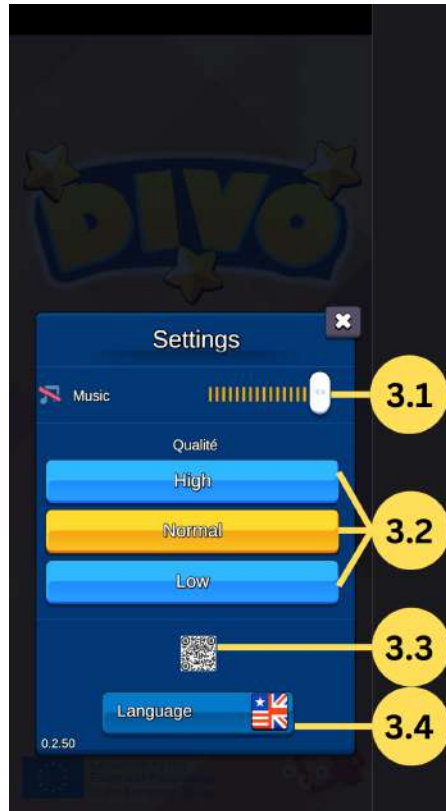 DIVO
Settings
Music
3.1
Qualité
High
Normal
3.2
Low
3.3
Language
3.4
0.2.50